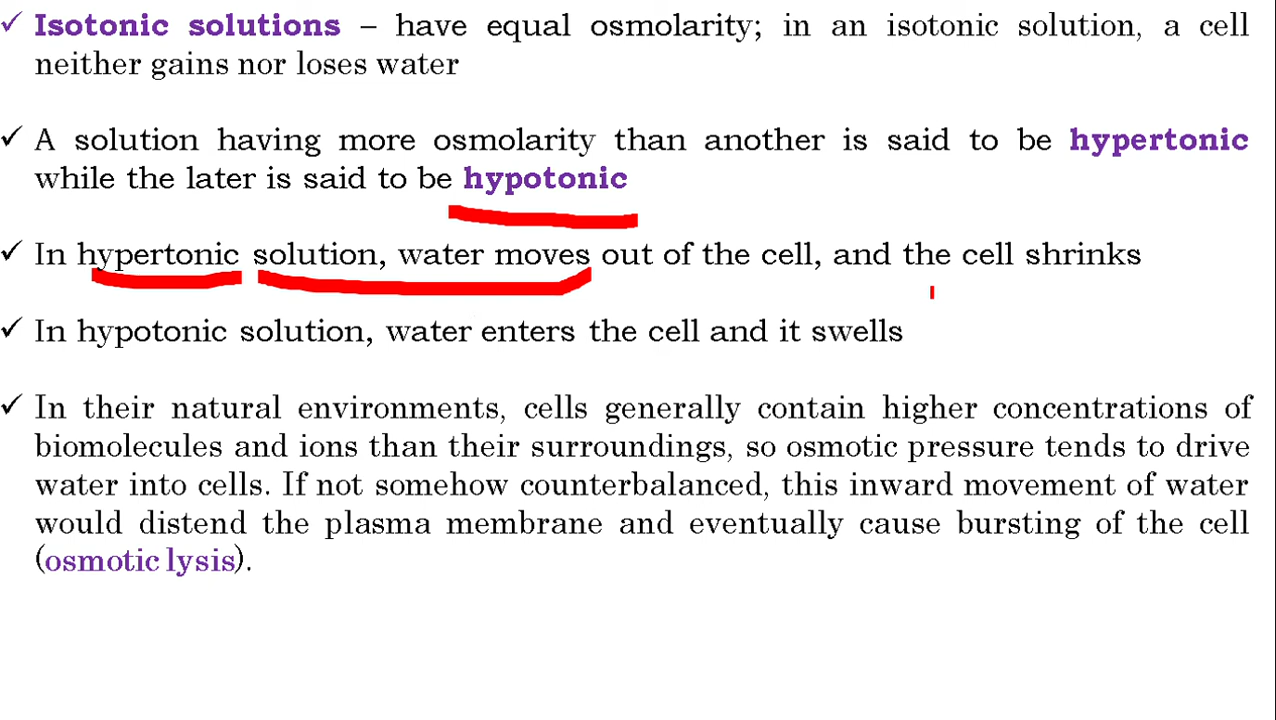 ✓ Isotonic solutions – have equal osmolarity; in an isotonic solution, a cell
neither gains nor loses water
✓ A solution having more osmolarity than another is said to be hypertonic
while the later is said to be hypotonic
✓ In hypertonic solution, water moves out of the cell, and the cell shrinks
✓ In hypotonic solution, water enters the cell and it swells
✓ In their natural environments, cells generally contain higher concentrations of
biomolecules and ions than their surroundings, so osmotic pressure tends to drive
water into cells. If not somehow counterbalanced, this inward movement of water
would distend the plasma membrane and eventually cause bursting of the cell
(osmotic lysis).